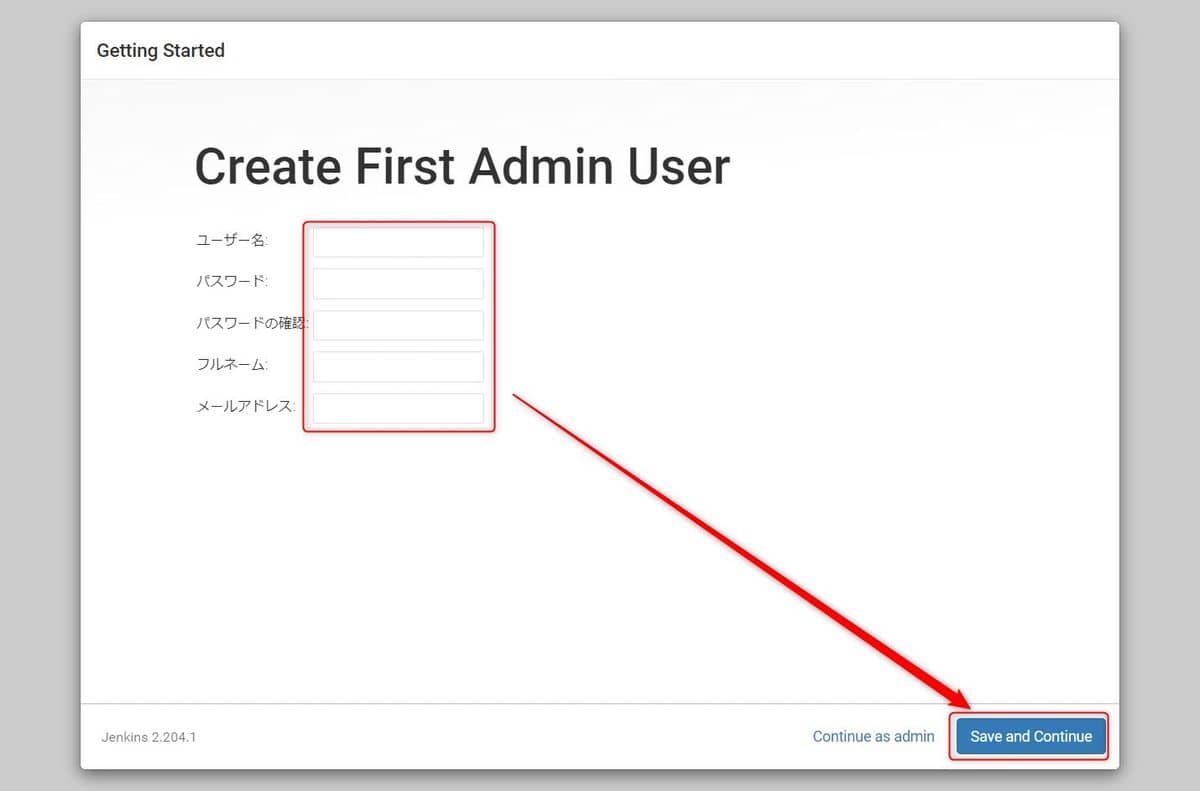 Getting Started
Create First Admin User
ユーザー名:
パスワード:
パスワードの確認:
フルネーム:
メールアドレス:
Jenkins 2.204.1
Continue as admin
Save and Continue